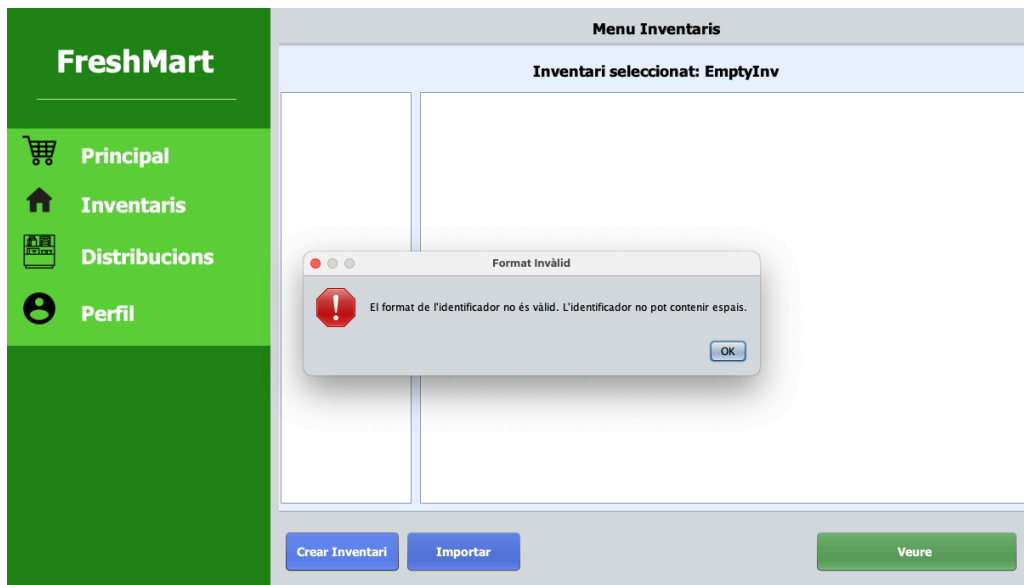 FreshMart
Principal
Inventaris
Distribucions
Perfil
Menu Inventaris
Inventari seleccionat: EmptyInv
Format Invàlid
El format de l'identificador no és vàlid. L'identificador no pot contenir espais.
OK
Crear Inventari
Importar
Veure